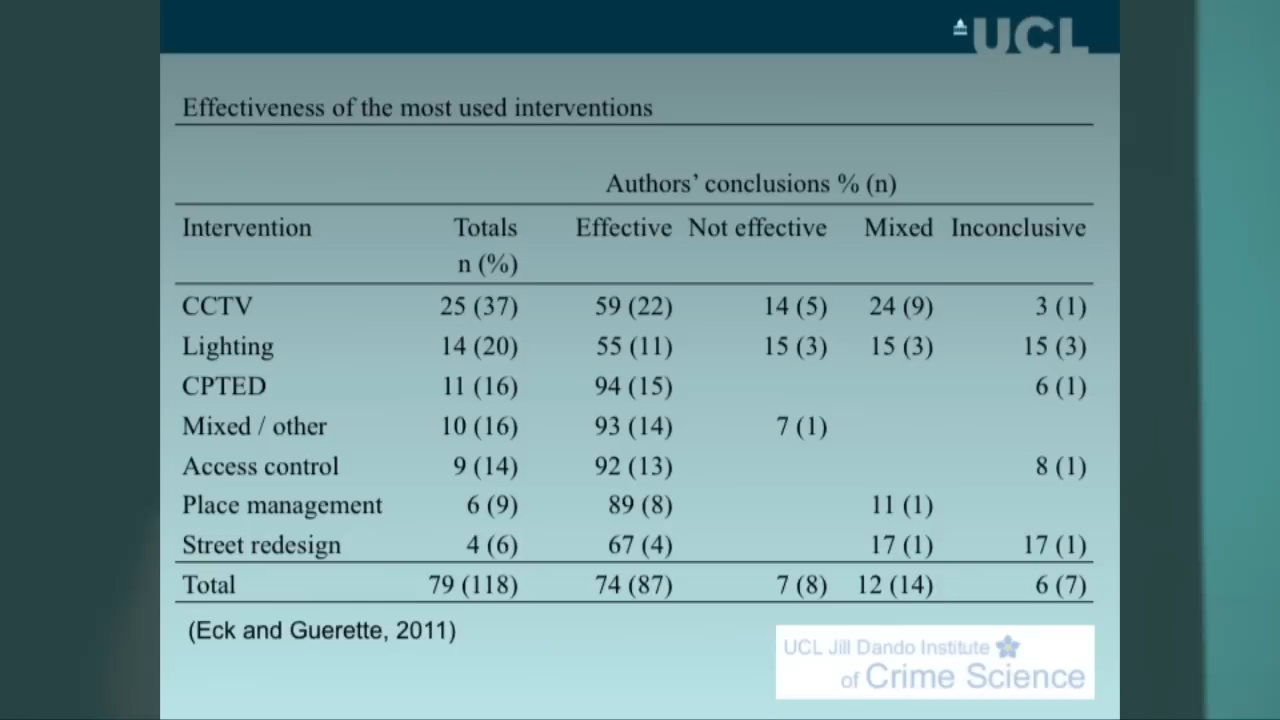 UCL
Effectiveness of the most used interventions
Authors' conclusions % (n)
Intervention Totals Effective Not effective Mixed Inconclusive
n (%)
CCTV 25 (37) 59 (22) 14 (5) 24 (9) 3 (1)
Lighting 14 (20) 55 (11) 15 (3) 15 (3) 15 (3)
CPTED 11 (16) 94 (15) 6 (1)
Mixed / other 10 (16) 93 (14) 7 (1)
Access control 9 (14) 92 (13) 8 (1)
Place management 6 (9) 89 (8) 11 (1)
Street redesign 4 (6) 67 (4) 17 (1) 17 (1)
Total 79 (118) 74 (87) 7 (8) 12 (14) 6 (7)
(Eck and Guerette, 2011)
UCL Jill Dando Institute
of Crime Science